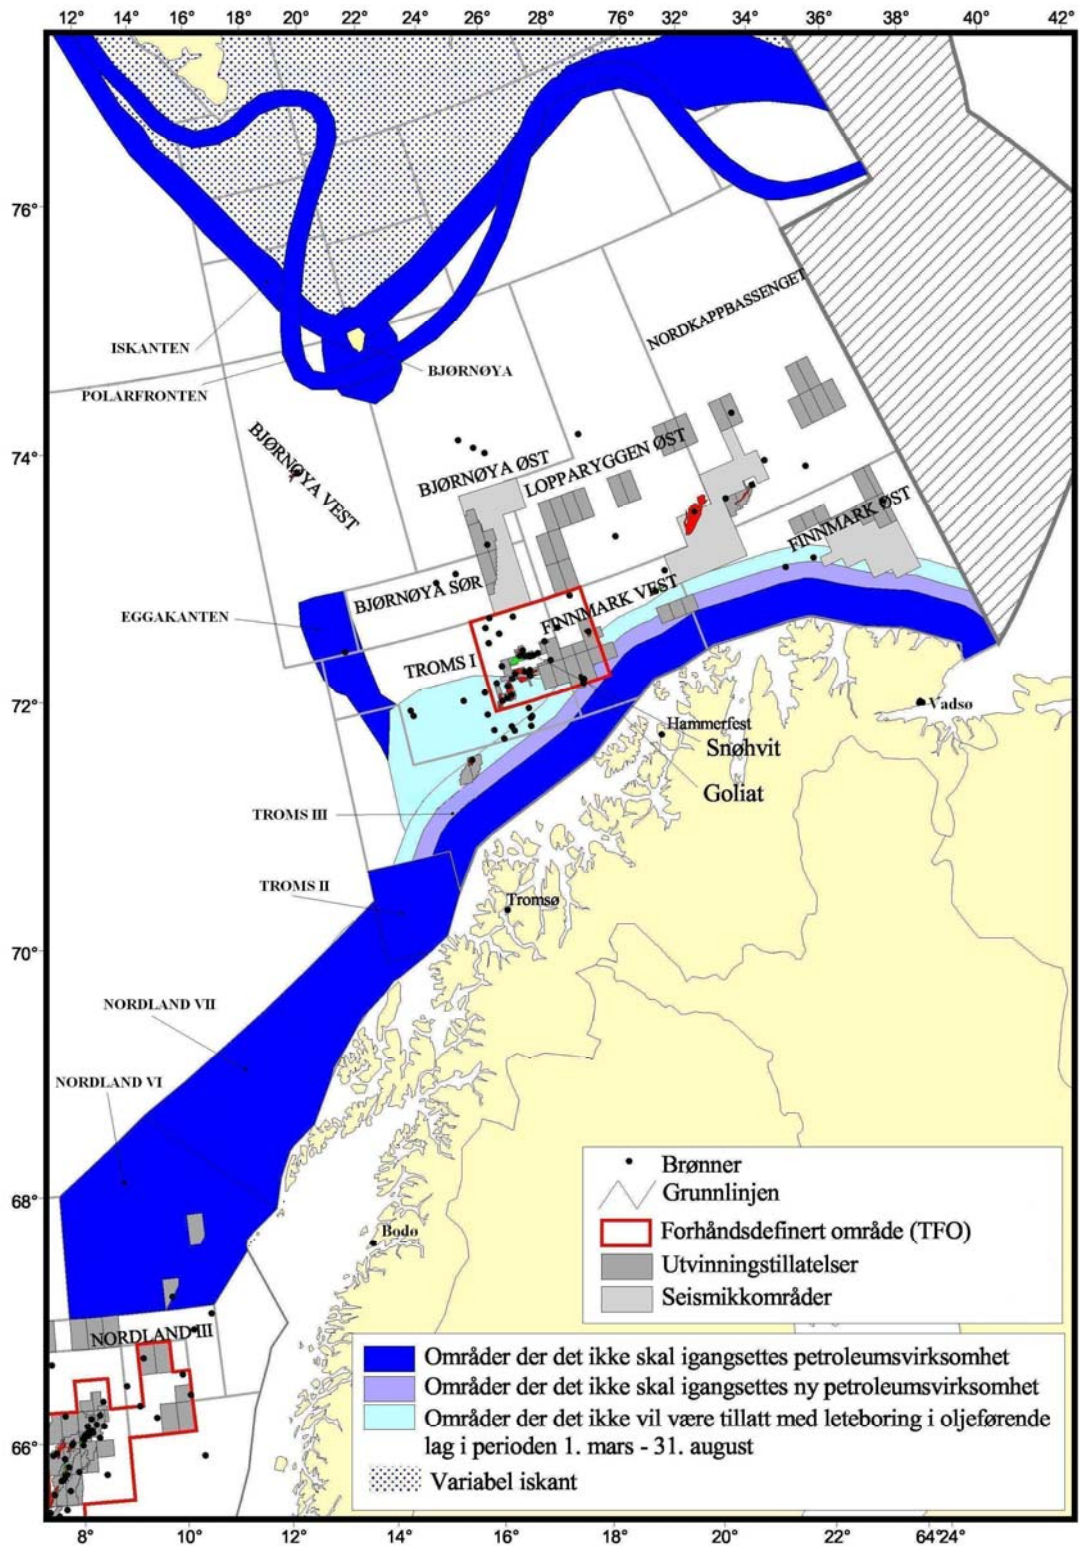 12 14 16 18 20 22 24 26 28 76° 32 34 36 38 40 42
76°
NORDKAPPBASSENGET
ISKANTEN
BJØRNØYA
POLARFRONTEN
74°
BJØRNØYA VEST
BJØRNØYA ØST
LOPPARYGGEN ØST
FINNMARK ØST
BJØRNØYA SØR
EGGAKANTEN
FINNMARK VEST
TROMS I
72°
Vadsø
Hammerfest
Snøhvit
Goliat
TROMS III
TROMS II
Tromsø
70°
NORDLAND VII
NORDLAND VI
68°
Bodø
NORDLAND III
66°
Brønner
Grunnlinjen
Forhåndsdefinert område (TFO)
Utvinningstillatelser
Seismikkområder
Områder der det ikke skal igangsettes petroleumsvirksomhet
Områder der det ikke skal igangsettes ny petroleumsvirksomhet
Områder der det ikke vil være tillatt med leteboring i oljeførende
lag i perioden 1. mars - 31. august
Variabel iskant
8° 10° 12° 14° 16° 18° 20° 22° 64°24°